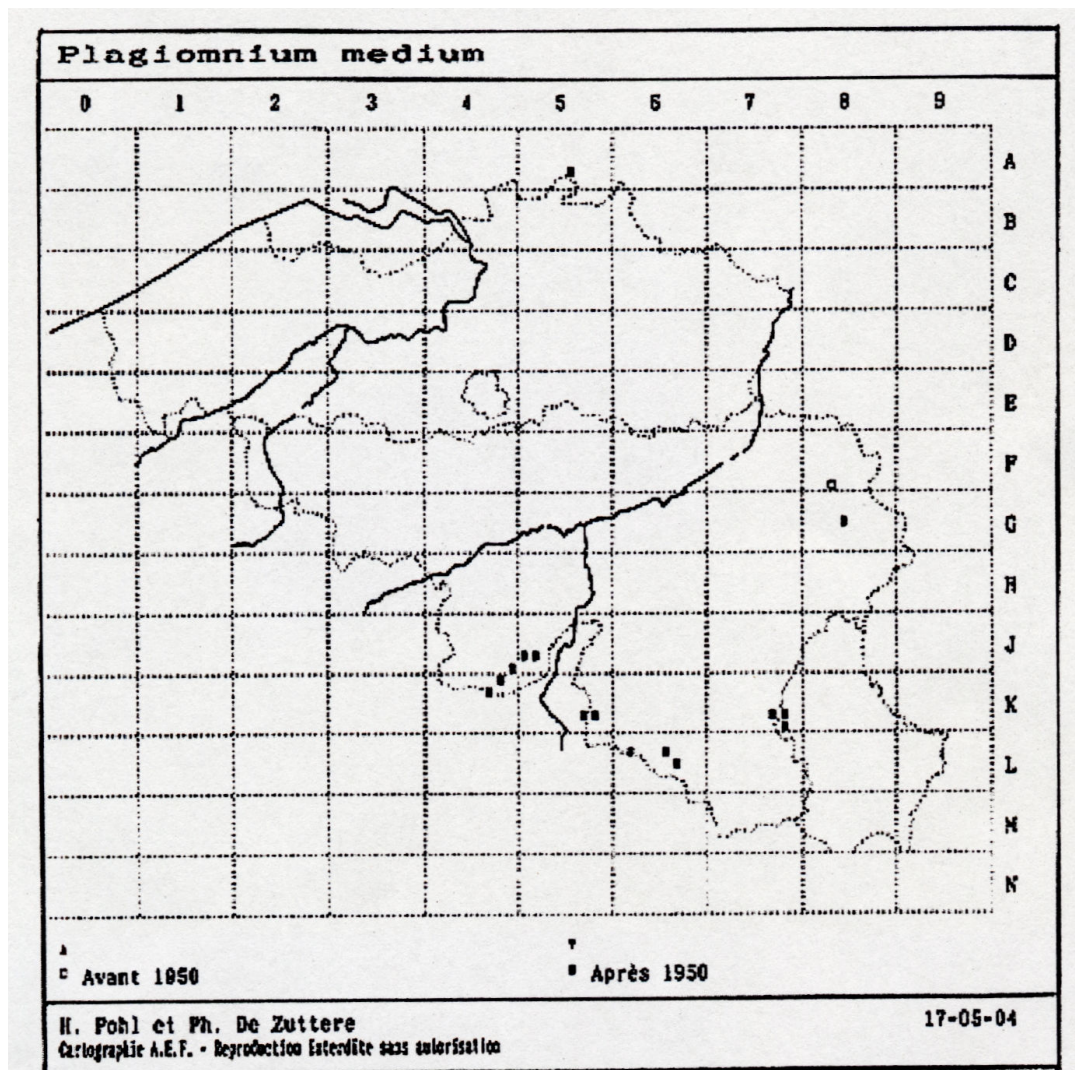 Plagiomnium medium
0 1 2 3 4 5 6 7 8 9
A
B
C
D
E
F
G
H
J
K
L
M
N
Avant 1950
Après 1950
H. Pohl et Ph. De Zuttere
17-05-04
Cartographie A.E.F. - Reproduction Interdite sans autorisation